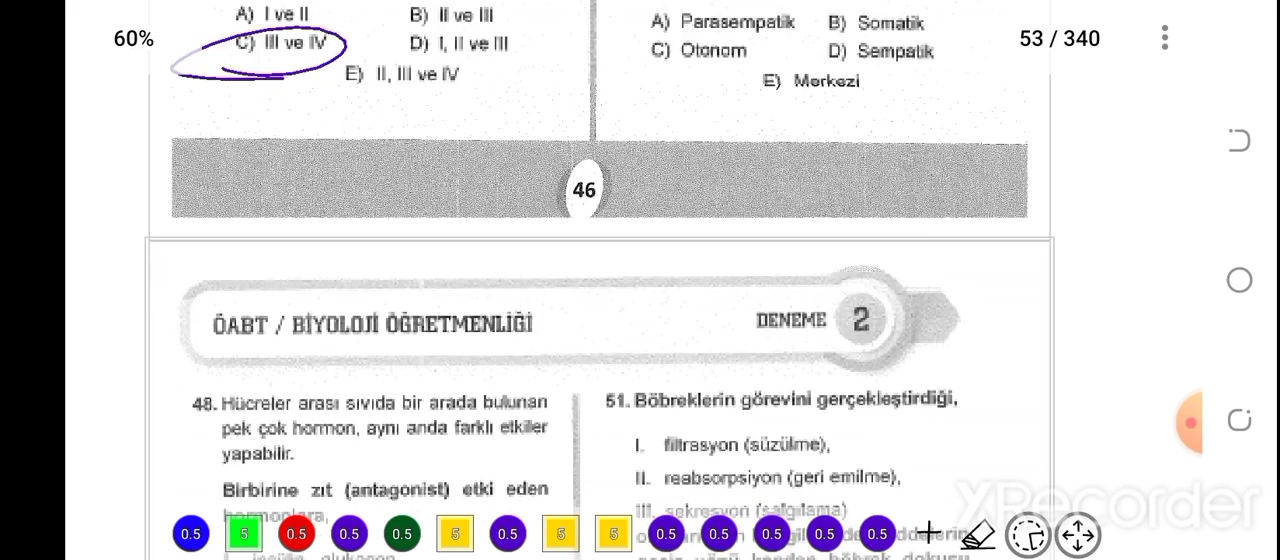 60%
53 / 340
A) I ve II
B) II ve III
C) III ve IV
D) I, II ve III
E) II, III ve IV
A) Parasempatik
B) Somatik
C) Otonom
D) Sempatik
E) Merkezi
46
ÖABT / BİYOLOJİ ÖĞRETMENLİĞİ
DENEME 2
48. Hücreler arası sıvıda bir arada bulunan
pek çok hormon, aynı anda farklı etkiler
yapabilir.
Birbirine zıt (antagonist) etki eden
hormonlara,
51. Böbreklerin görevini gerçekleştirdiği,
I. filtrasyon (süzülme),
II. reabsorpsiyon (geri emilme),
III. sekresyon (salgılama)
0.5 5 0.5 0.5 0.5 5 0.5 5 5 0.5 0.5 0.5 0.5 0.5
XRecorder